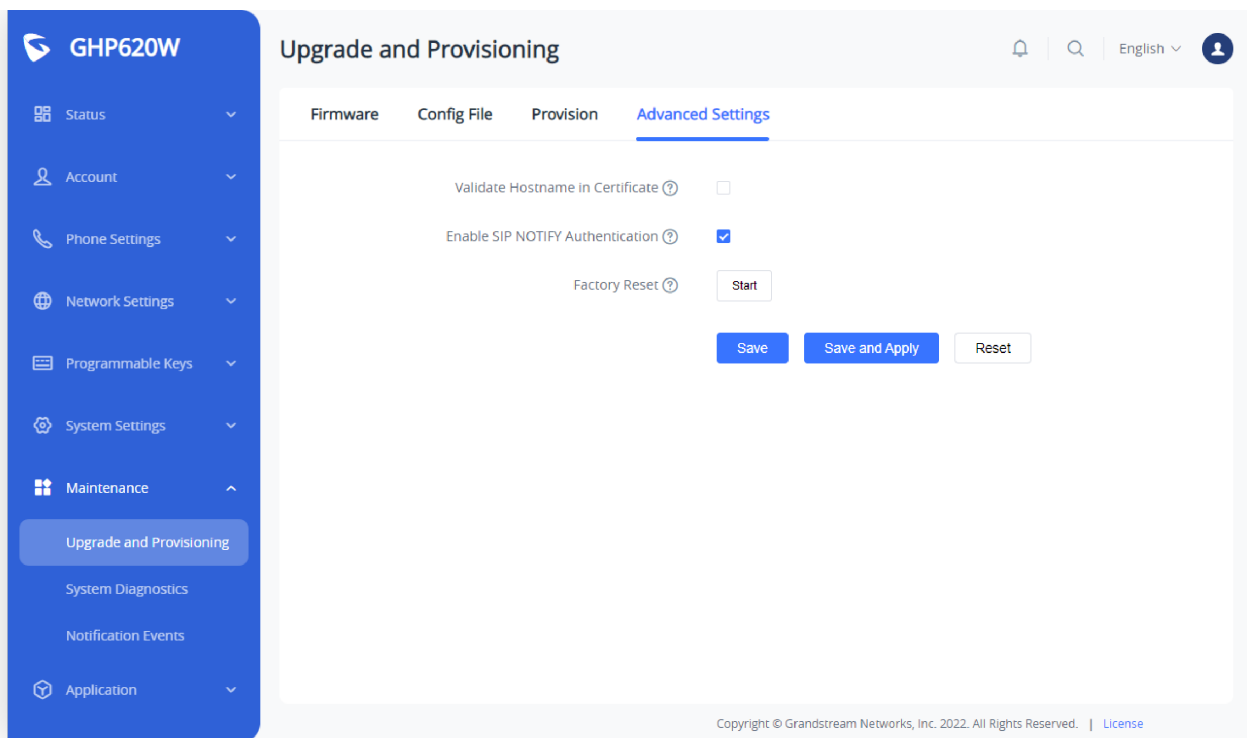 GHP620W
Status
Account
Phone Settings
Network Settings
Programmable Keys
System Settings
Maintenance
Upgrade and Provisioning
System Diagnostics
Notification Events
Application
Upgrade and Provisioning
English
Firmware Config File Provision Advanced Settings
Validate Hostname in Certificate ?
Enable SIP NOTIFY Authentication ?
Factory Reset ? Start
Save Save and Apply Reset
Copyright © Grandstream Networks, Inc. 2022. All Rights Reserved. | License